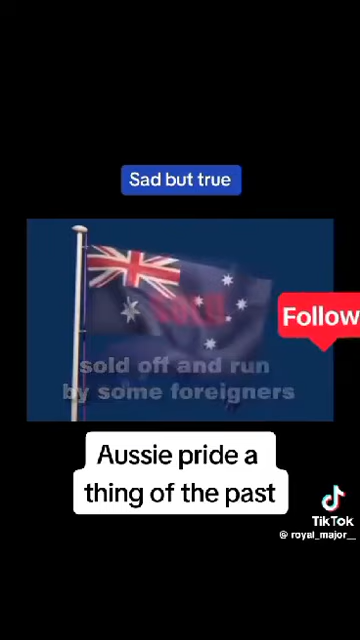 Sad but true
SOLD
Follow
sold off and run
by some foreigners
Aussie pride a
thing of the past
TikTok
@ royal_major__